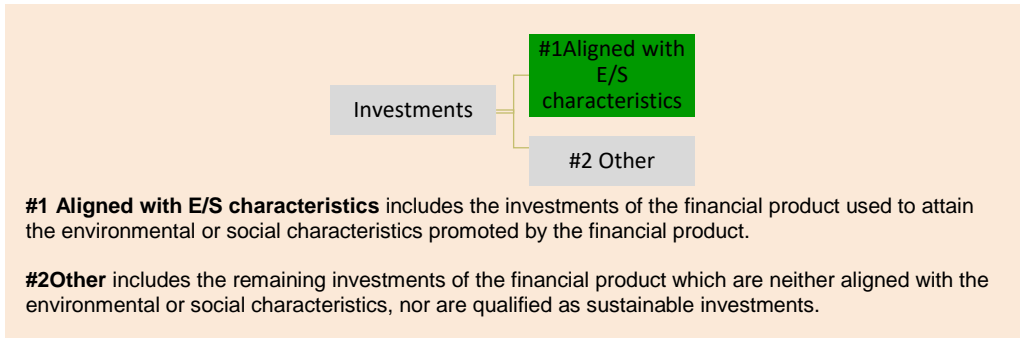 #1Aligned with
E/S
characteristics
Investments
#2 Other
#1 Aligned with E/S characteristics includes the investments of the financial product used to attain
the environmental or social characteristics promoted by the financial product.
#2Other includes the remaining investments of the financial product which are neither aligned with the
environmental or social characteristics, nor are qualified as sustainable investments.